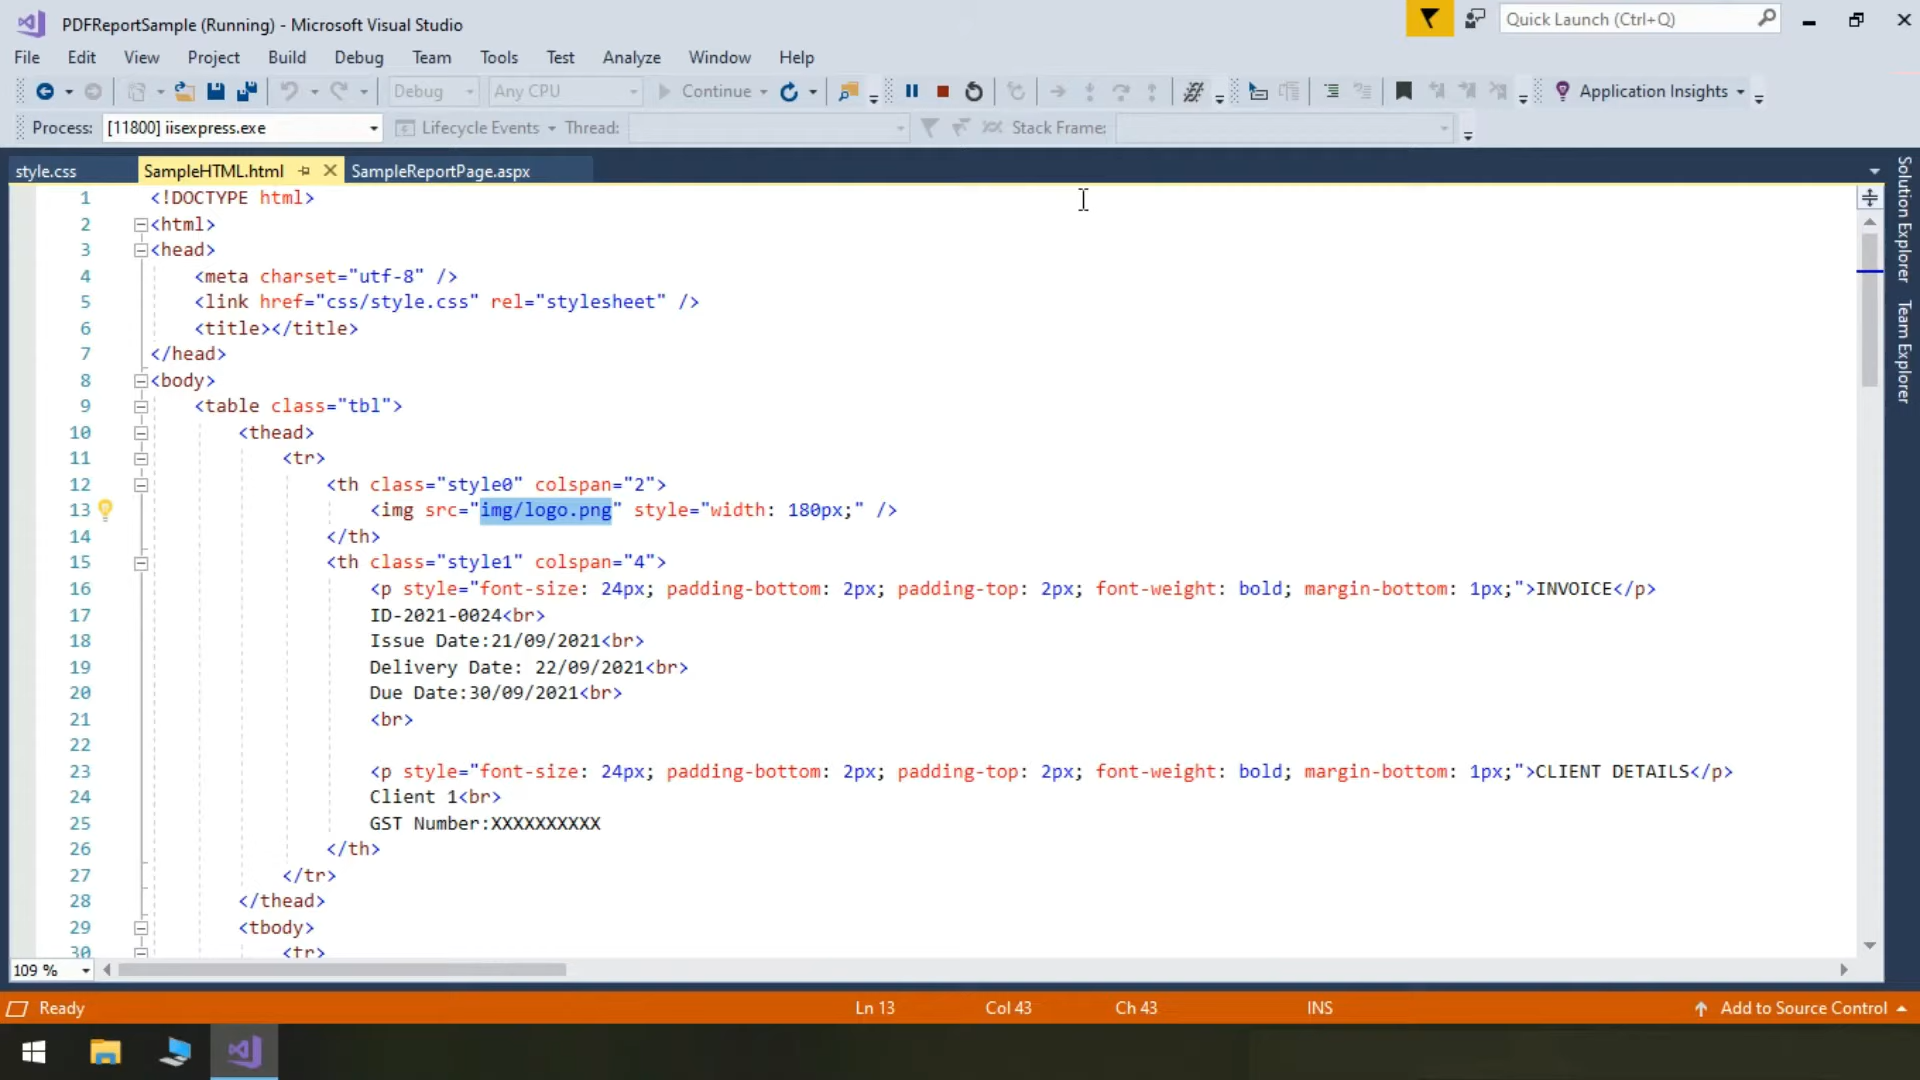 PDFReportSample (Running) - Microsoft Visual Studio
Quick Launch (Ctrl+Q)
File Edit View Project Build Debug Team Tools Test Analyze Window Help
Debug Any CPU Continue Application Insights
Process: [11800] iisexpress.exe Lifecycle Events Thread: Stack Frame:
style.css SampleHTML.html SampleReportPage.aspx
Solution Explorer
Team Explorer
1 <!DOCTYPE html>
2 <html>
3 <head>
4 <meta charset="utf-8" />
5 <link href="css/style.css" rel="stylesheet" />
6 <title></title>
7 </head>
8 <body>
9 <table class="tbl">
10 <thead>
11 <tr>
12 <th class="style0" colspan="2">
13 <img src="img/logo.png" style="width: 180px;" />
14 </th>
15 <th class="style1" colspan="4">
16 <p style="font-size: 24px; padding-bottom: 2px; padding-top: 2px; font-weight: bold; margin-bottom: 1px;">INVOICE</p>
17 ID-2021-0024<br>
18 Issue Date:21/09/2021<br>
19 Delivery Date: 22/09/2021<br>
20 Due Date:30/09/2021<br>
21 <br>
22
23 <p style="font-size: 24px; padding-bottom: 2px; padding-top: 2px; font-weight: bold; margin-bottom: 1px;">CLIENT DETAILS</p>
24 Client 1<br>
25 GST Number:XXXXXXXXXX
26 </th>
27 </tr>
28 </thead>
29 <tbody>
30 <tr>
109 %
Ready Ln 13 Col 43 Ch 43 INS Add to Source Control